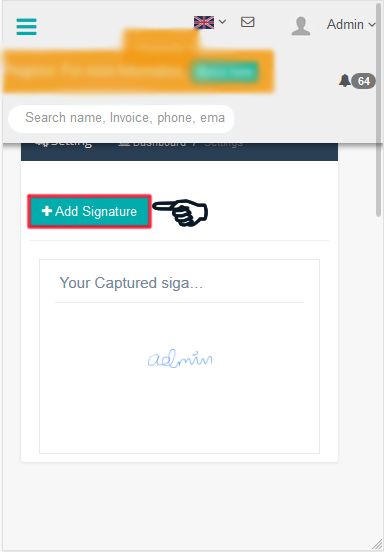 Admin
64
Search name, Invoice, phone, ema
Setting Dashboard / Settings
+ Add Signature
Your Captured siga...
admin